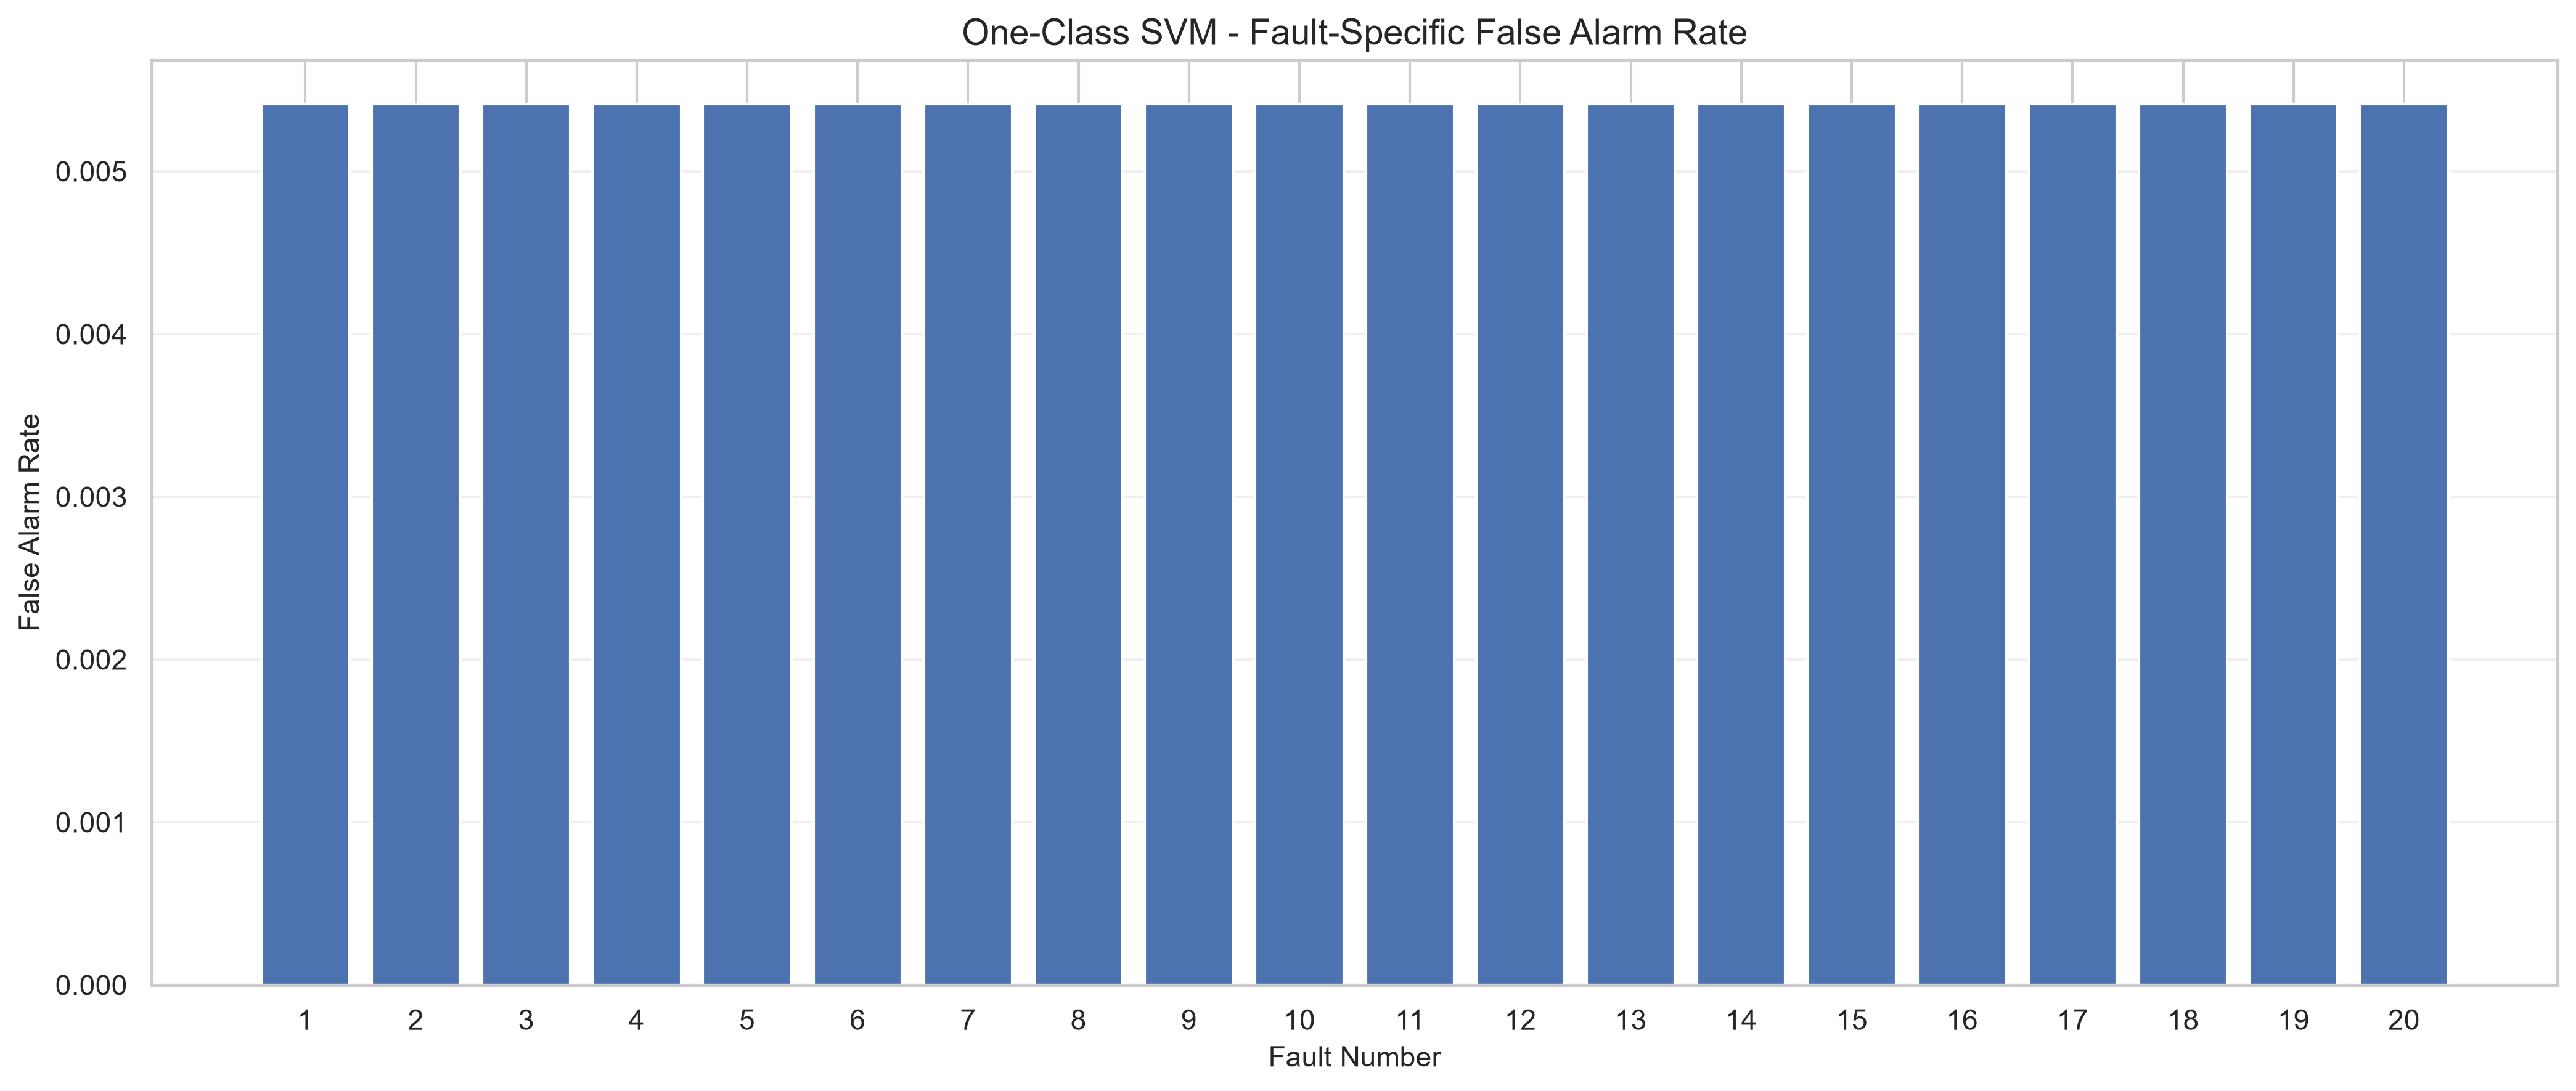 One-Class SVM - Fault-Specific False Alarm Rate
False Alarm Rate
0.005
0.004
0.003
0.002
0.001
0.000
1 2 3 4 5 6 7 8 9 10 11 12 13 14 15 16 17 18 19 20
Fault Number